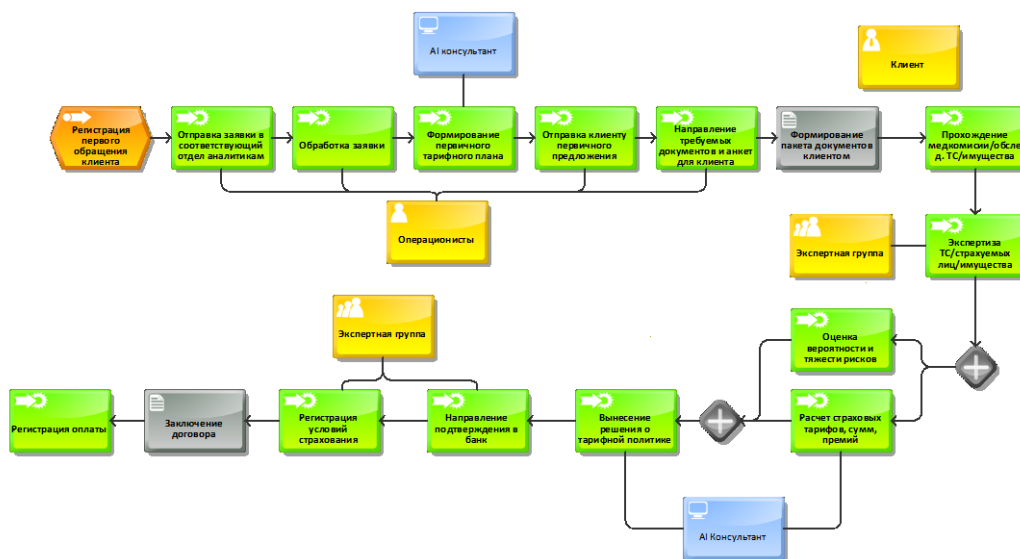 AI консультант
Клиент
Регистрация
первого
обращения
клиента
Отправка заявки в
соответствующий
отдел аналитикам
Обработка заявки
Формирование
первичного
тарифного плана
Отправка клиенту
первичного
предложения
Направление
требуемых
документов и анкет
для клиента
Формирование
пакета документов
клиентом
Прохождение
медкомисии/обсле
д. ТС/имущества
Операционисты
Экспертная группа
Экспертиза
ТС/страхуемых
лиц/имущества
Экспертная группа
Оценка
вероятности и
тяжести рисков
Регистрация оплаты
Заключение
договора
Регистрация
условий
страхования
Направление
подтверждения в
банк
Вынесение
решения о
тарифной политике
Расчет страховых
тарифов, сумм,
премий
AI Консультант